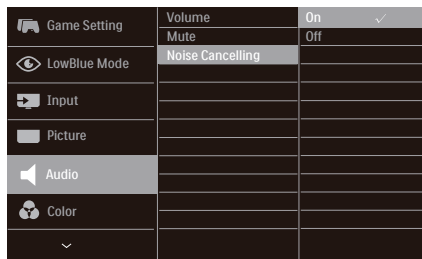 Game Setting
LowBlue Mode
Input
Picture
Audio
Color
Volume
Mute
Noise Cancelling
On
Off